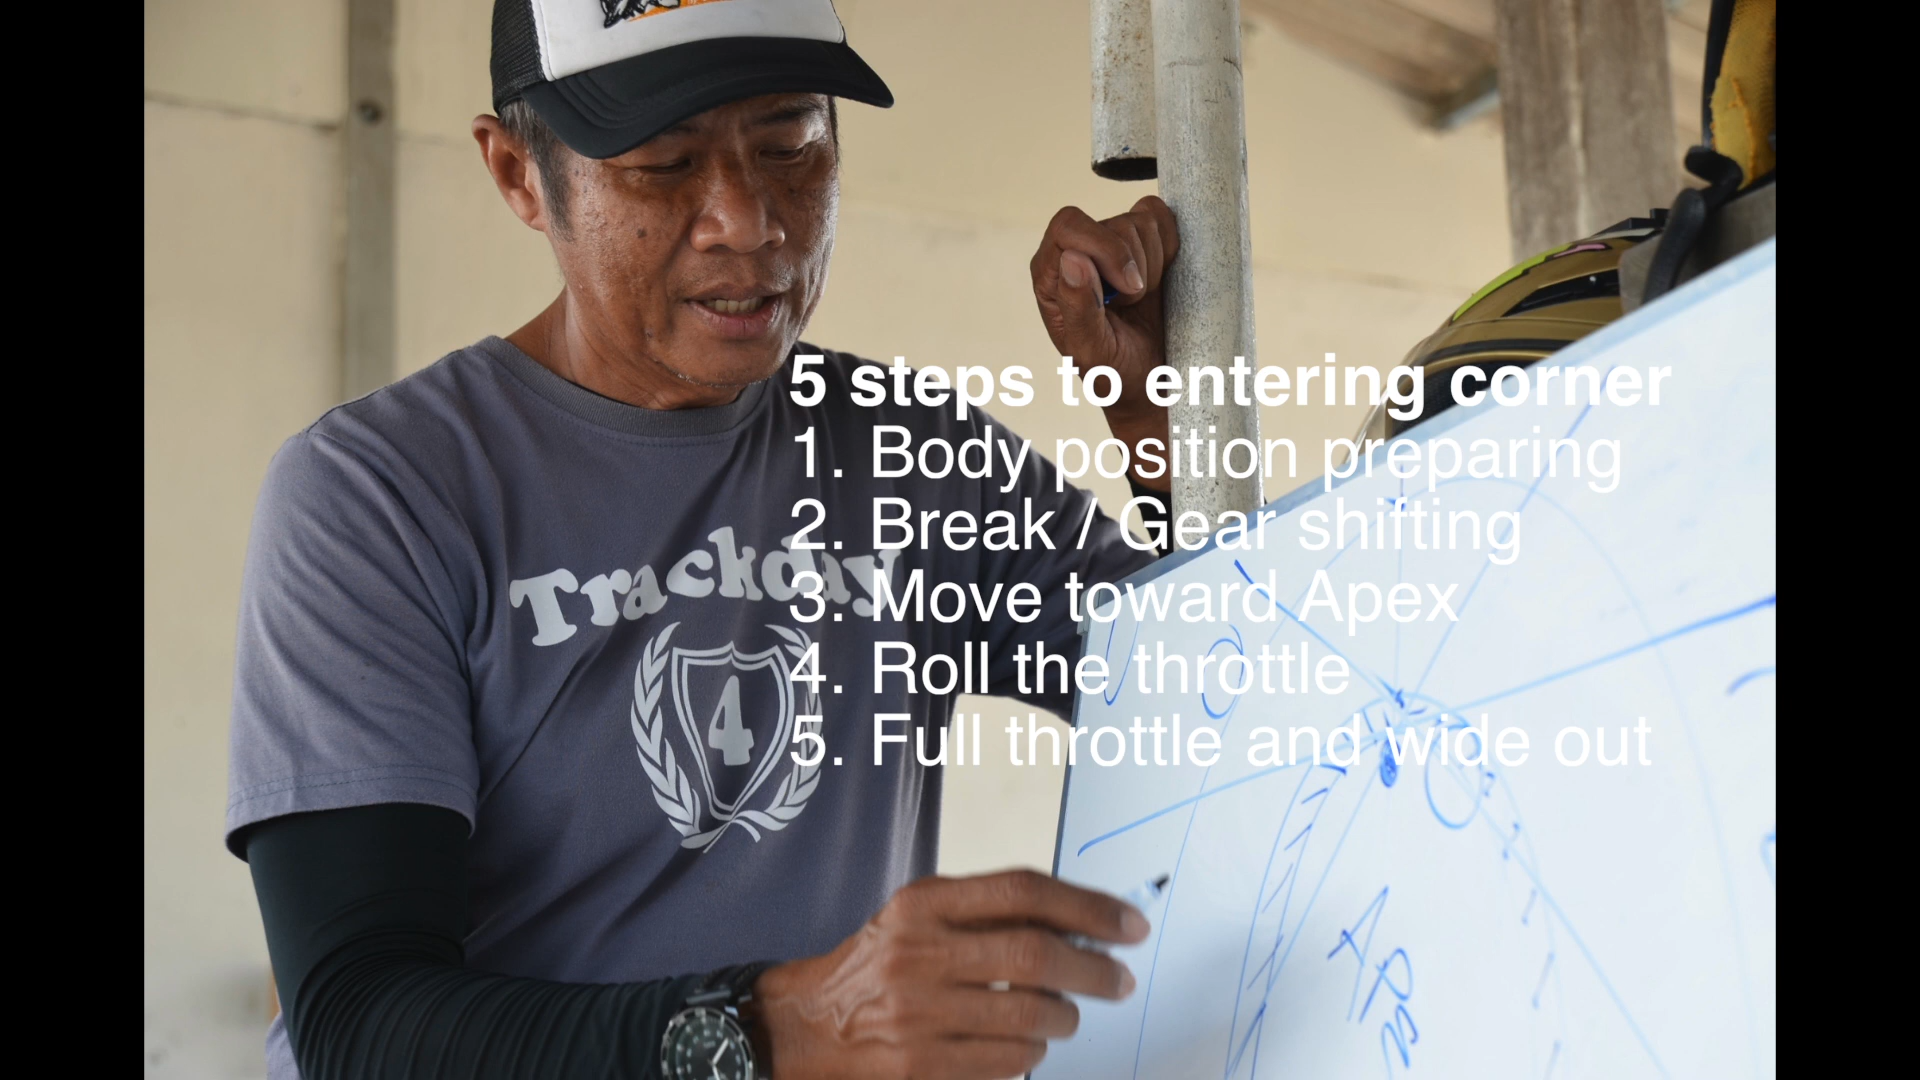 5 steps to entering corner
1. Body position preparing
2. Break / Gear shifting
3. Move toward Apex
4. Roll the throttle
5. Full throttle and wide out
Trackday
4